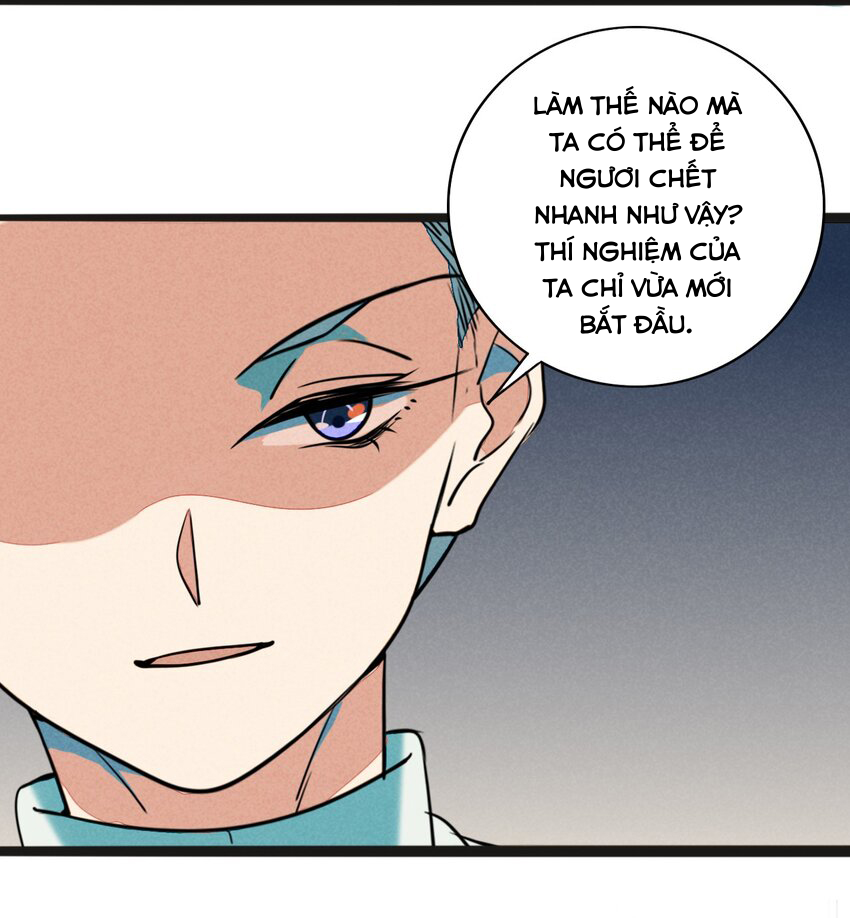 LÀM THẾ NÀO MÀ
TA CÓ THỂ ĐỂ
NGƯƠI CHẾT
NHANH NHƯ VẬY?
THÍ NGHIỆM CỦA
TA CHỈ VỪA MỚI
BẮT ĐẦU.